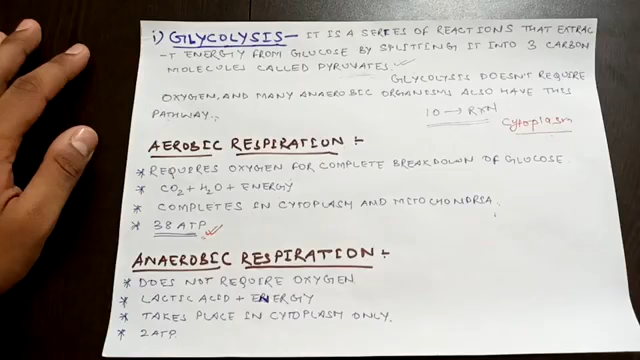 i) GLYCOLYSIS - IT IS A SERIES OF REACTIONS THAT EXTRAC
-T ENERGY FROM GLUCOSE BY SPLITTING IT INTO 3 CARBON
MOLECULES CALLED PYRUVATES.
GLYCOLYSIS DOESN'T REQUIRE
OXYGEN, AND MANY ANAEROBIC ORGANISMS ALSO HAVE THIS
PATHWAY.
10 → RXN
Cytoplasm
AEROBIC RESPIRATION :-
* REQUIRES OXYGEN FOR COMPLETE BREAKDOWN OF GLUCOSE.
* CO2 + H2O + ENERGY
* COMPLETES IN CYTOPLASM AND MITOCHONDRIA.
* 38 ATP
ANAEROBIC RESPIRATION :-
* DOES NOT REQUIRE OXYGEN
* LACTIC ACID + ENERGY
* TAKES PLACE IN CYTOPLASM ONLY.
* 2 ATP.